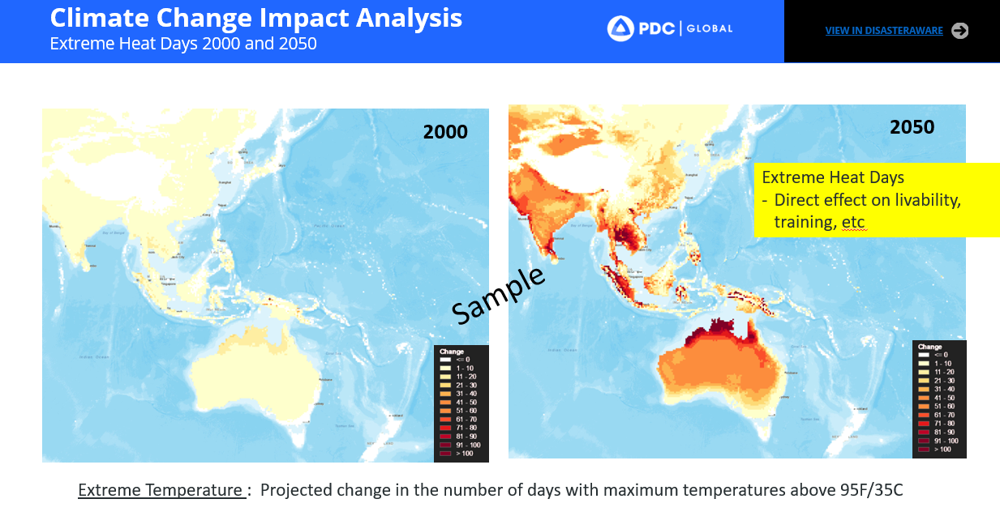 Climate Change Impact Analysis
Extreme Heat Days 2000 and 2050
PDC | GLOBAL
VIEW IN DISASTERAWARE
2000
2050
Extreme Heat Days
- Direct effect on livability,
training, etc
Sample
Change
<= 0
1 - 10
11 - 20
21 - 30
31 - 40
41 - 50
51 - 60
61 - 70
71 - 80
81 - 90
91 - 100
> 100
Change
<= 0
1 - 10
11 - 20
21 - 30
31 - 40
41 - 50
51 - 60
61 - 70
71 - 80
81 - 90
91 - 100
> 100
Extreme Temperature : Projected change in the number of days with maximum temperatures above 95F/35C